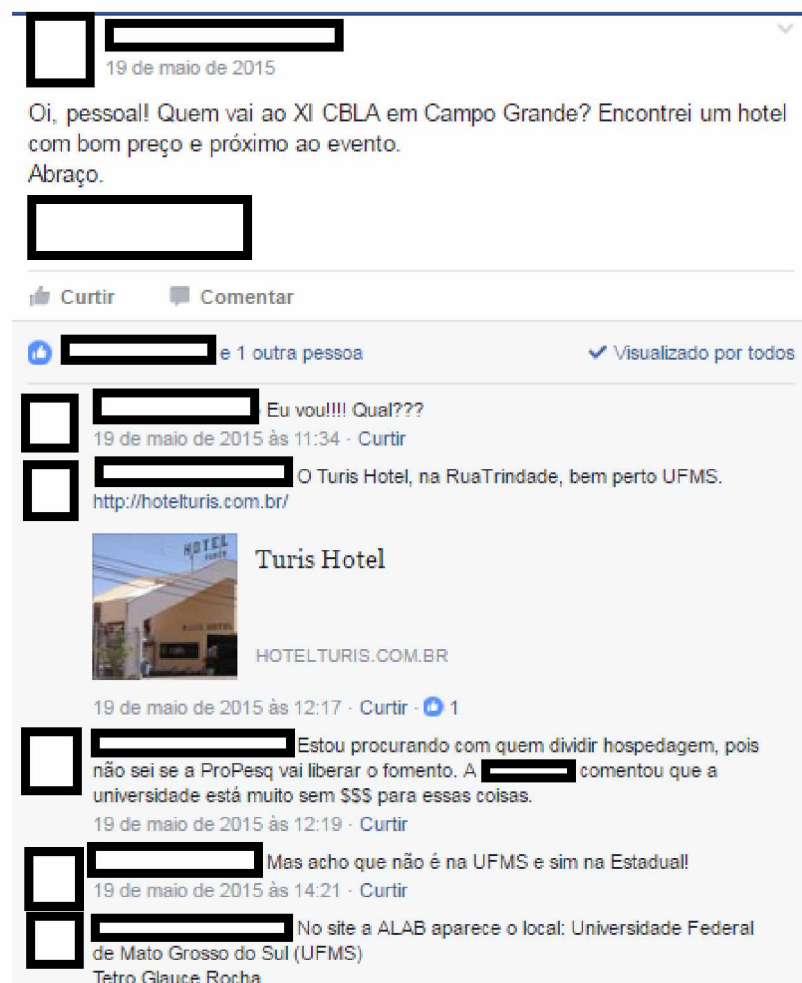 19 de maio de 2015
Oi, pessoal! Quem vai ao XI CBLA em Campo Grande? Encontrei um hotel
com bom preço e próximo ao evento.
Abraço.
Curtir Comentar
e 1 outra pessoa Visualizado por todos
Eu vou!!!! Qual???
19 de maio de 2015 às 11:34 · Curtir
O Turis Hotel, na RuaTrindade, bem perto UFMS.
http://hotelturis.com.br/
HOTEL
Turis Hotel
HOTELTURIS.COM.BR
19 de maio de 2015 às 12:17 · Curtir · 1
Estou procurando com quem dividir hospedagem, pois
não sei se a ProPesq vai liberar o fomento. A comentou que a
universidade está muito sem $$$ para essas coisas.
19 de maio de 2015 às 12:19 · Curtir
Mas acho que não é na UFMS e sim na Estadual!
19 de maio de 2015 às 14:21 · Curtir
No site a ALAB aparece o local: Universidade Federal
de Mato Grosso do Sul (UFMS)
Tetro Glauce Rocha